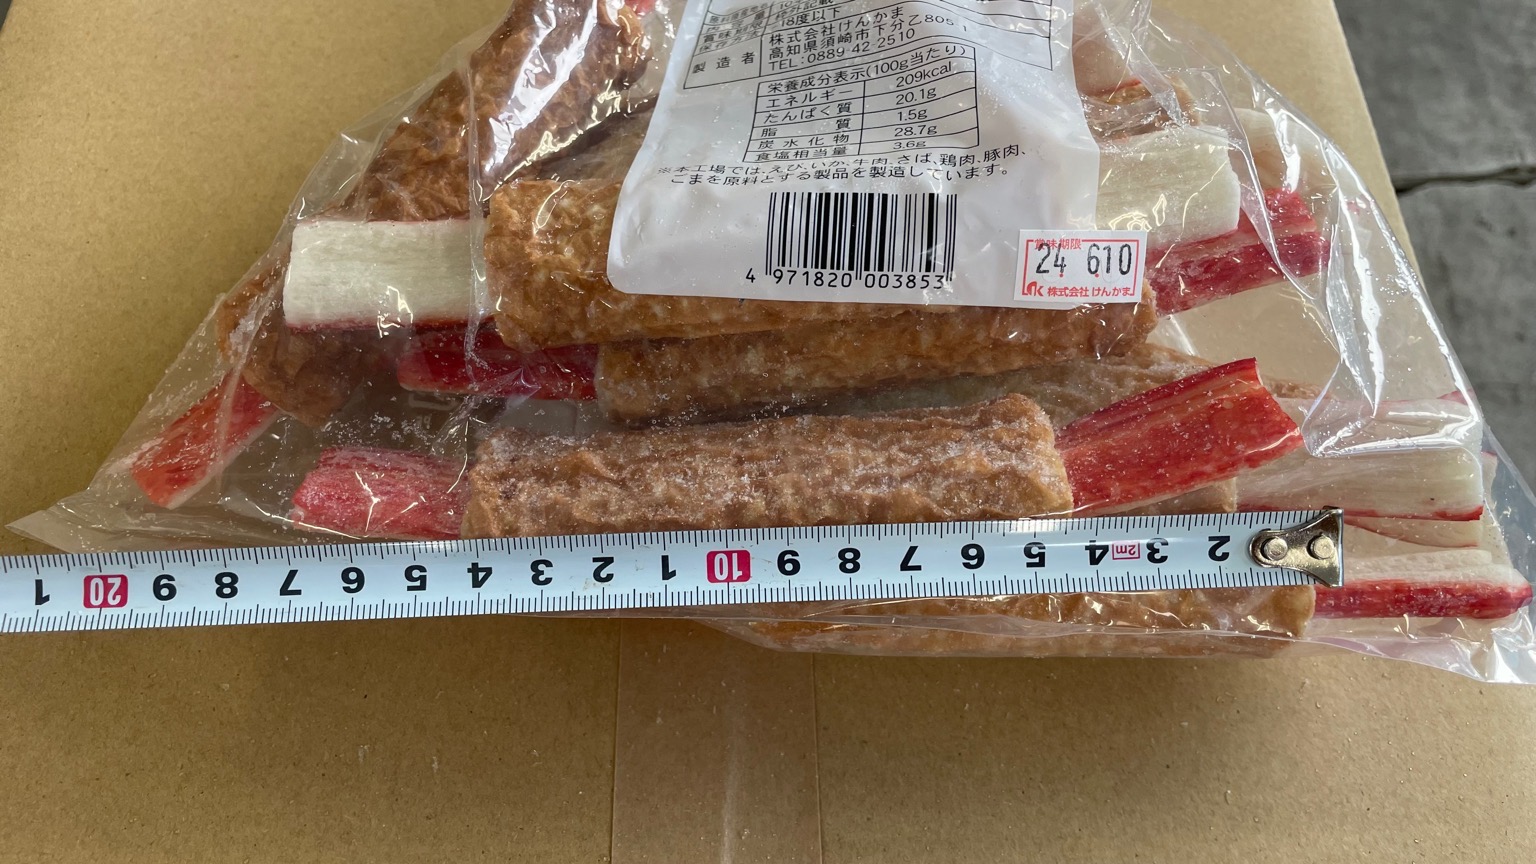 18度以下
製造者
株式会社けんかま
高知県須崎市下分乙805
TEL:0889-42-2510
栄養成分表示(100g当たり)
エネルギー 209kcal
たんぱく質 20.1g
脂質 1.5g
炭水化物 28.7g
食塩相当量 3.6g
※本工場では、えび、いか、牛肉、さば、鶏肉、豚肉、
ごまを原料とする製品を製造しています。
4 971820 003853
賞味期限
24. 6.10
株式会社けんかま
1 20 9 8 7 6 5 4 3 2 1 10 9 8 7 6 5 4 2m 3 2